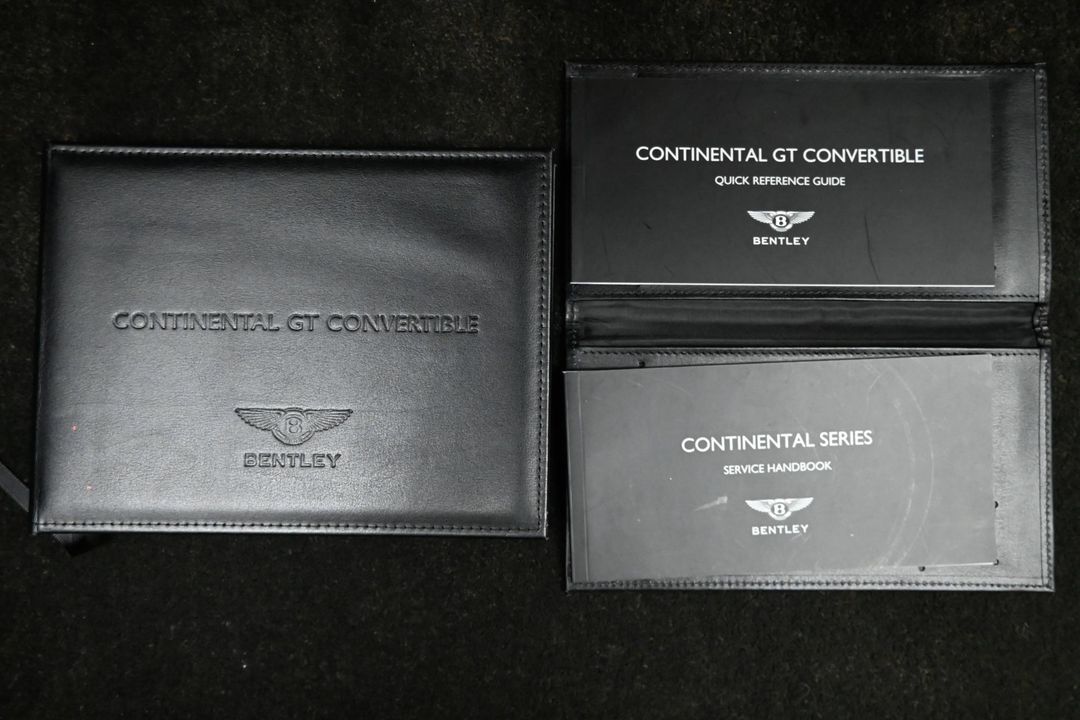 CONTINENTAL GT CONVERTIBLE
B
BENTLEY
CONTINENTAL GT CONVERTIBLE
QUICK REFERENCE GUIDE
B
BENTLEY
CONTINENTAL SERIES
SERVICE HANDBOOK
B
BENTLEY